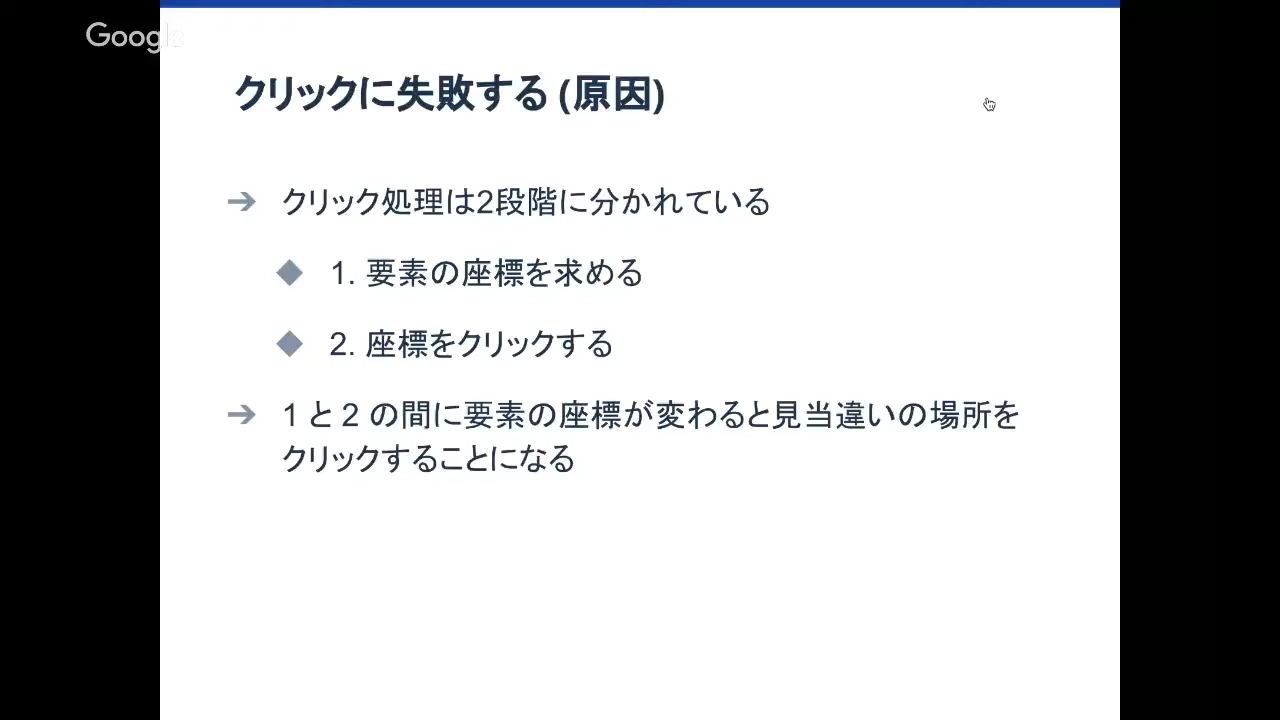 Google
クリックに失敗する (原因)
➔ クリック処理は2段階に分かれている
◆ 1. 要素の座標を求める
◆ 2. 座標をクリックする
➔ 1 と 2 の間に要素の座標が変わると見当違いの場所を
クリックすることになる